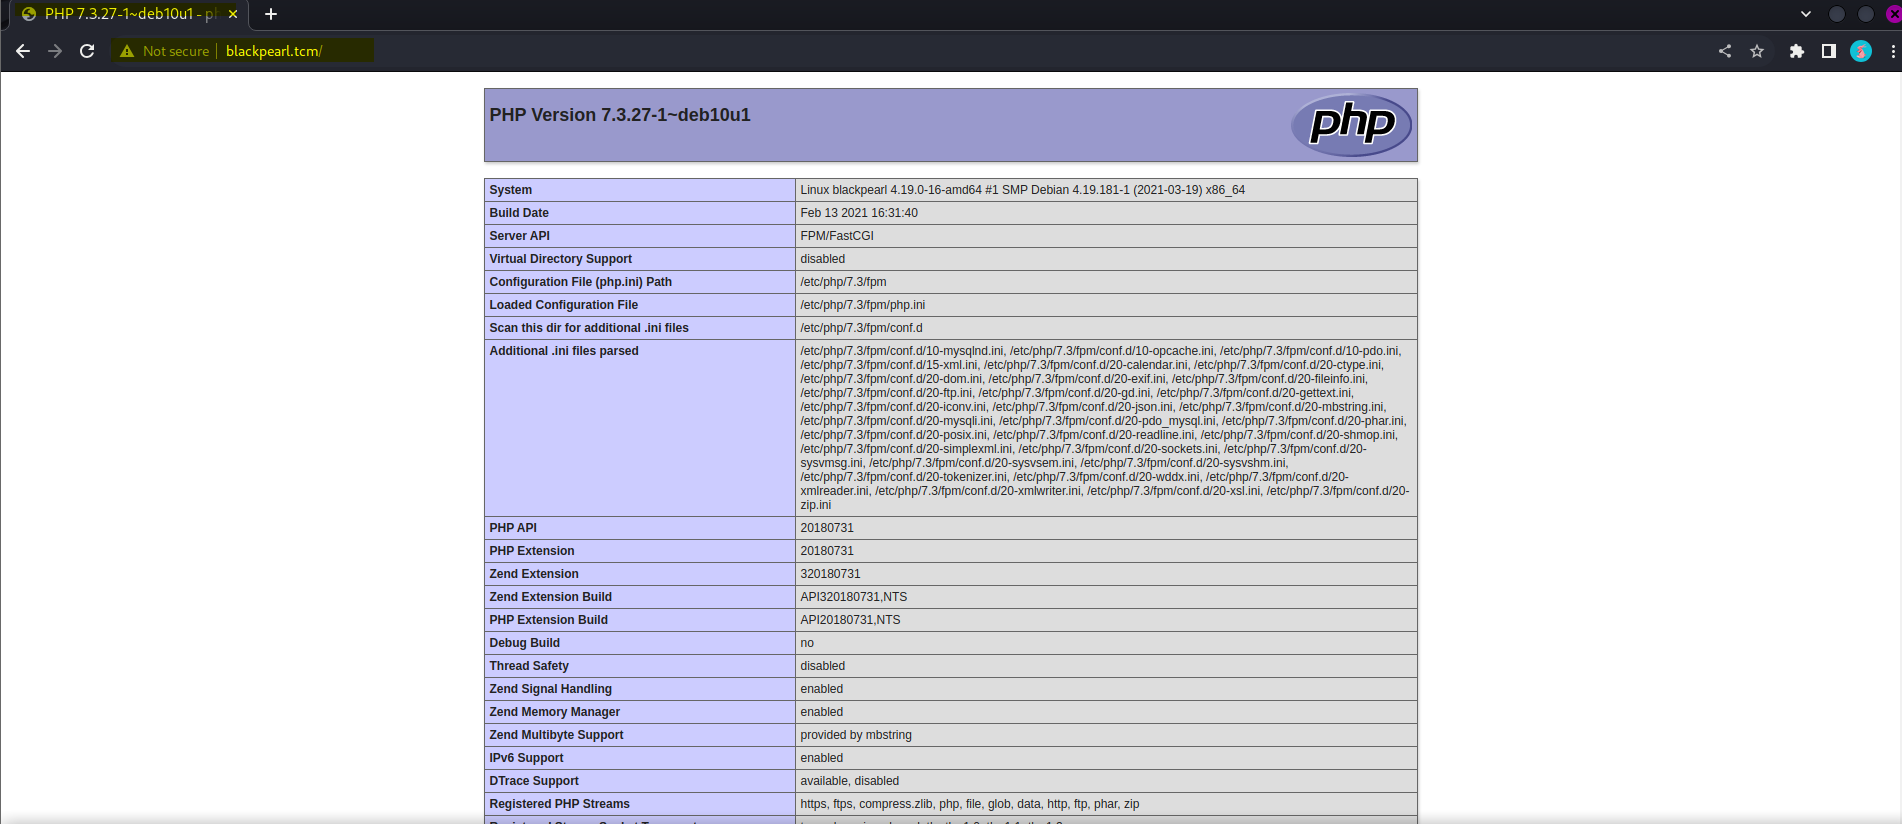 PHP 7.3.27-1~deb10u1 - ph
Not secure blackpearl.tcm/
PHP Version 7.3.27-1~deb10u1
php
System Linux blackpearl 4.19.0-16-amd64 #1 SMP Debian 4.19.181-1 (2021-03-19) x86_64
Build Date Feb 13 2021 16:31:40
Server API FPM/FastCGI
Virtual Directory Support disabled
Configuration File (php.ini) Path /etc/php/7.3/fpm
Loaded Configuration File /etc/php/7.3/fpm/php.ini
Scan this dir for additional .ini files /etc/php/7.3/fpm/conf.d
Additional .ini files parsed /etc/php/7.3/fpm/conf.d/10-mysqlnd.ini, /etc/php/7.3/fpm/conf.d/10-opcache.ini, /etc/php/7.3/fpm/conf.d/10-pdo.ini,
/etc/php/7.3/fpm/conf.d/15-xml.ini, /etc/php/7.3/fpm/conf.d/20-calendar.ini, /etc/php/7.3/fpm/conf.d/20-ctype.ini,
/etc/php/7.3/fpm/conf.d/20-dom.ini, /etc/php/7.3/fpm/conf.d/20-exif.ini, /etc/php/7.3/fpm/conf.d/20-fileinfo.ini,
/etc/php/7.3/fpm/conf.d/20-ftp.ini, /etc/php/7.3/fpm/conf.d/20-gd.ini, /etc/php/7.3/fpm/conf.d/20-gettext.ini,
/etc/php/7.3/fpm/conf.d/20-iconv.ini, /etc/php/7.3/fpm/conf.d/20-json.ini, /etc/php/7.3/fpm/conf.d/20-mbstring.ini,
/etc/php/7.3/fpm/conf.d/20-mysqli.ini, /etc/php/7.3/fpm/conf.d/20-pdo_mysql.ini, /etc/php/7.3/fpm/conf.d/20-phar.ini,
/etc/php/7.3/fpm/conf.d/20-posix.ini, /etc/php/7.3/fpm/conf.d/20-readline.ini, /etc/php/7.3/fpm/conf.d/20-shmop.ini,
/etc/php/7.3/fpm/conf.d/20-simplexml.ini, /etc/php/7.3/fpm/conf.d/20-sockets.ini, /etc/php/7.3/fpm/conf.d/20-
sysvmsg.ini, /etc/php/7.3/fpm/conf.d/20-sysvsem.ini, /etc/php/7.3/fpm/conf.d/20-sysvshm.ini,
/etc/php/7.3/fpm/conf.d/20-tokenizer.ini, /etc/php/7.3/fpm/conf.d/20-wddx.ini, /etc/php/7.3/fpm/conf.d/20-
xmlreader.ini, /etc/php/7.3/fpm/conf.d/20-xmlwriter.ini, /etc/php/7.3/fpm/conf.d/20-xsl.ini, /etc/php/7.3/fpm/conf.d/20-
zip.ini
PHP API 20180731
PHP Extension 20180731
Zend Extension 320180731
Zend Extension Build API320180731,NTS
PHP Extension Build API20180731,NTS
Debug Build no
Thread Safety disabled
Zend Signal Handling enabled
Zend Memory Manager enabled
Zend Multibyte Support provided by mbstring
IPv6 Support enabled
DTrace Support available, disabled
Registered PHP Streams https, ftps, compress.zlib, php, file, glob, data, http, ftp, phar, zip